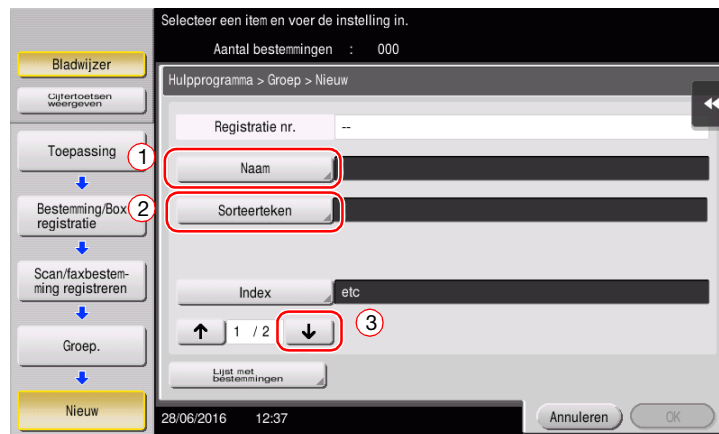 Selecteer een item en voer de instelling in.
Aantal bestemmingen : 000
Bladwijzer
Cijfertoetsen
weergeven
Toepassing
Bestemming/Box
registratie
Scan/faxbestem-
ming registreren
Groep.
Nieuw
Hulpprogramma > Groep > Nieuw
Registratie nr. --
1
Naam
2
Sorteerteken
Index etc
1 / 2
3
Lijst met
bestemmingen
28/06/2016 12:37
Annuleren OK